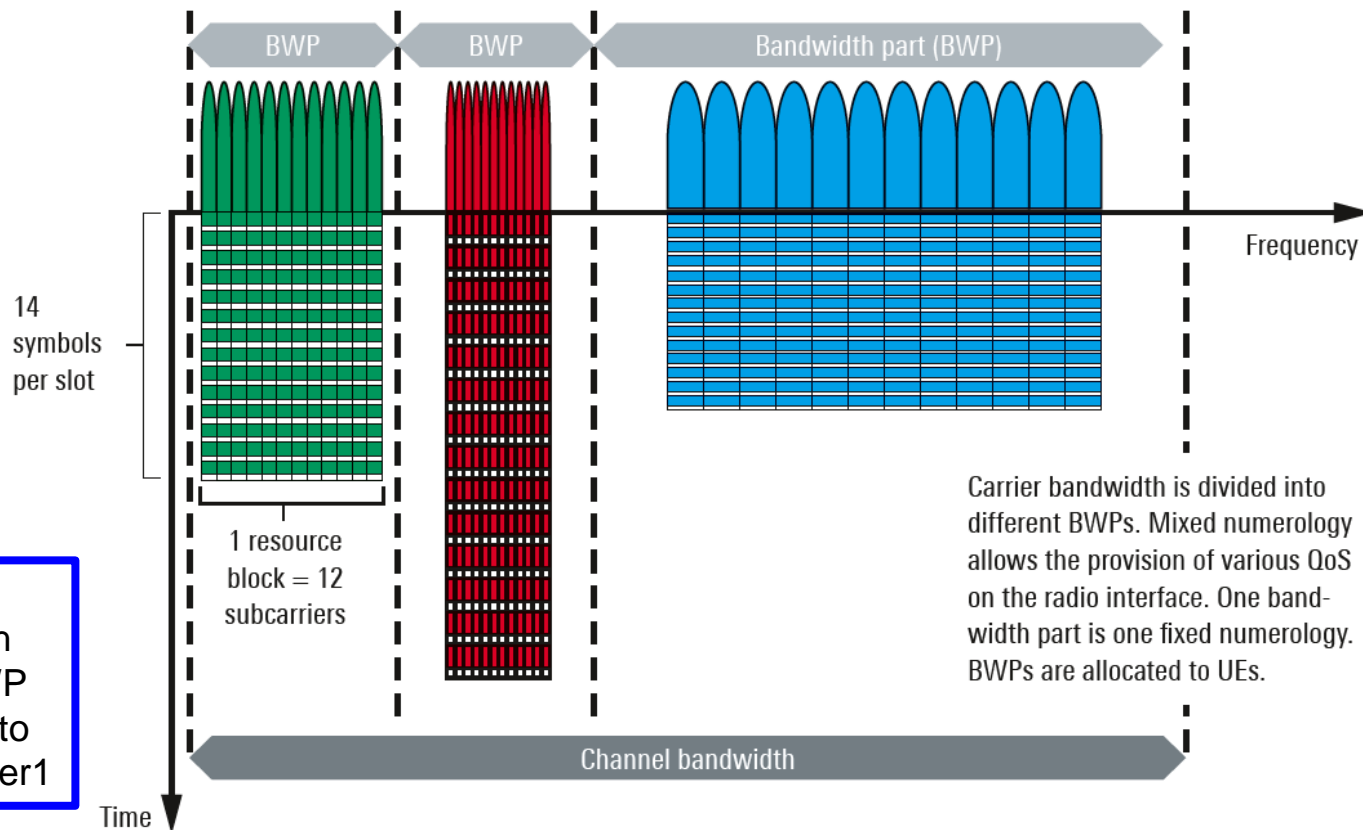 BWP
BWP
Bandwidth part (BWP)
Frequency
14
symbols
per slot
1 resource
block = 12
subcarriers
Carrier bandwidth is divided into
different BWPs. Mixed numerology
allows the provision of various QoS
on the radio interface. One band-
width part is one fixed numerology.
BWPs are allocated to UEs.
to
er1
Channel bandwidth
Time